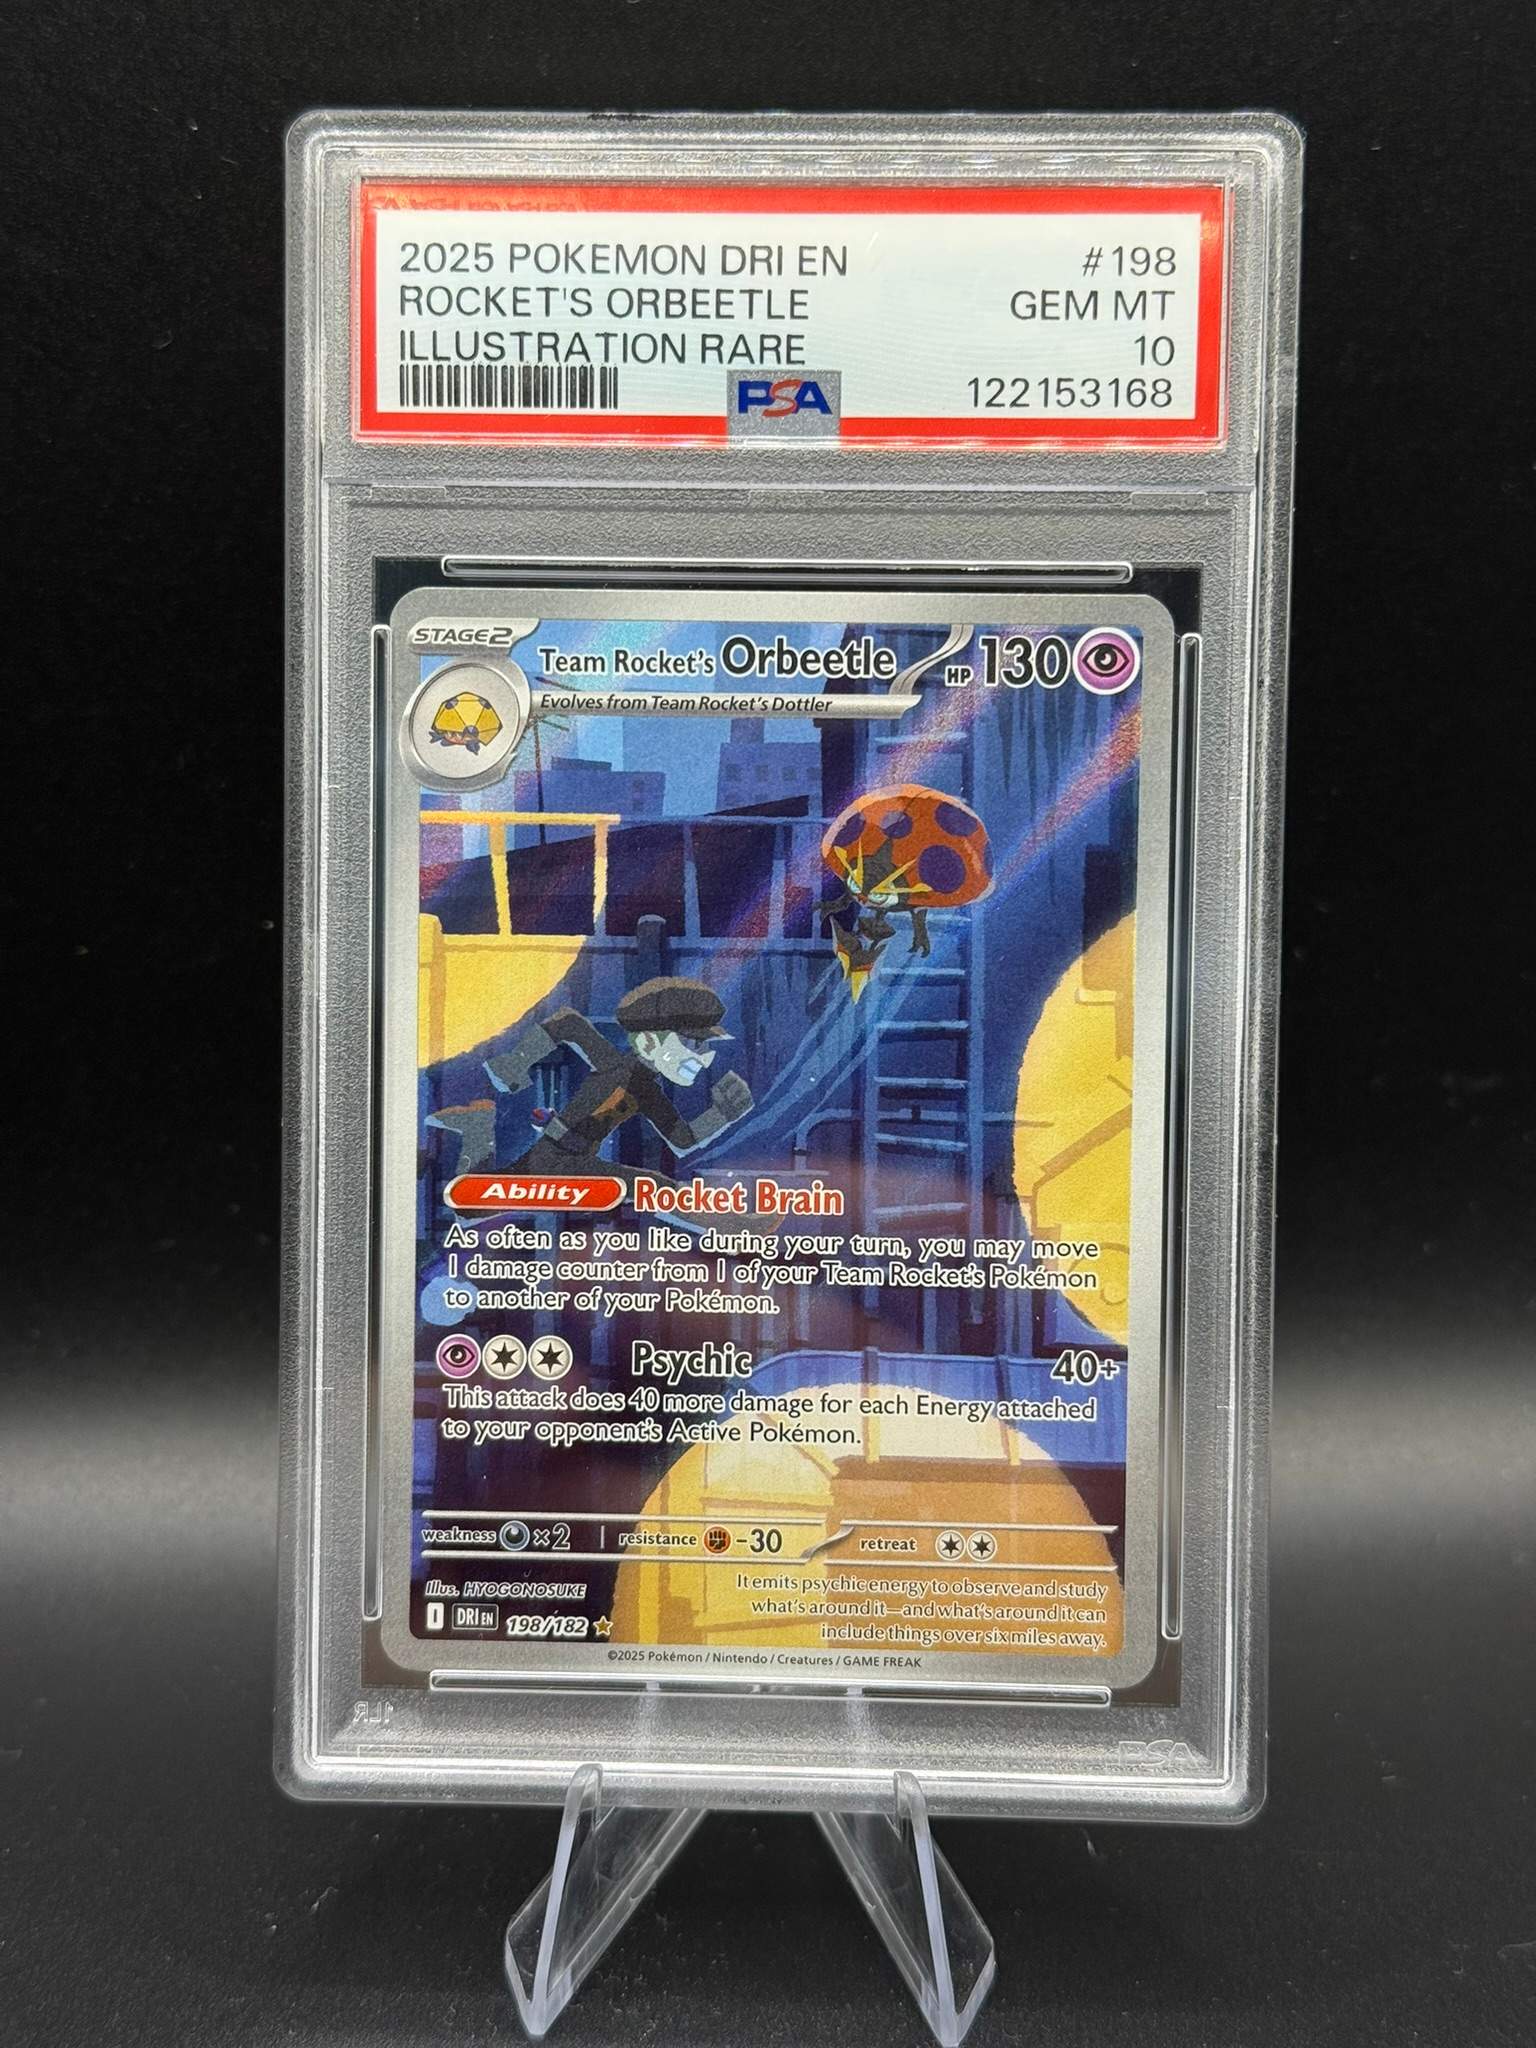 2025 POKEMON DRI EN #198
ROCKET'S ORBEETLE GEM MT
ILLUSTRATION RARE 10
PSA 122153168
STAGE2
Team Rocket's Orbeetle HP 130
Evolves from Team Rocket's Dottler
Ability Rocket Brain
As often as you like during your turn, you may move
1 damage counter from 1 of your Team Rocket's Pokémon
to another of your Pokémon.
Psychic 40+
This attack does 40 more damage for each Energy attached
to your opponent's Active Pokémon.
weakness ×2 resistance -30 retreat
Illus. HYOGONOSUKE
I DRI EN 198/182
It emits psychic energy to observe and study
what's around it—and what's around it can
include things over six miles away.
©2025 Pokémon / Nintendo / Creatures / GAME FREAK
1LR
PSA